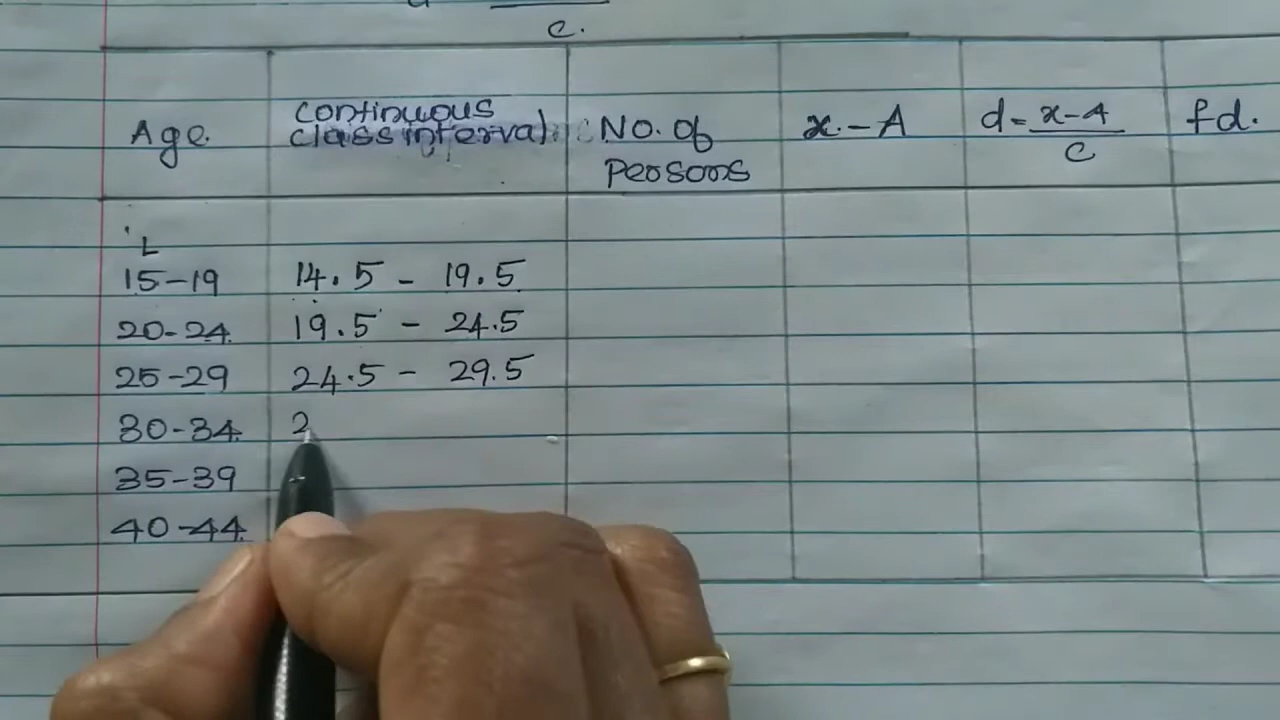 c.
Age.
continuous
class interval.
No. of
Persons
x - A
d = x-A
c
fd.
L
15-19 14.5 - 19.5
20-24 19.5 - 24.5
25-29 24.5 - 29.5
30-34 2
35-39
40-44